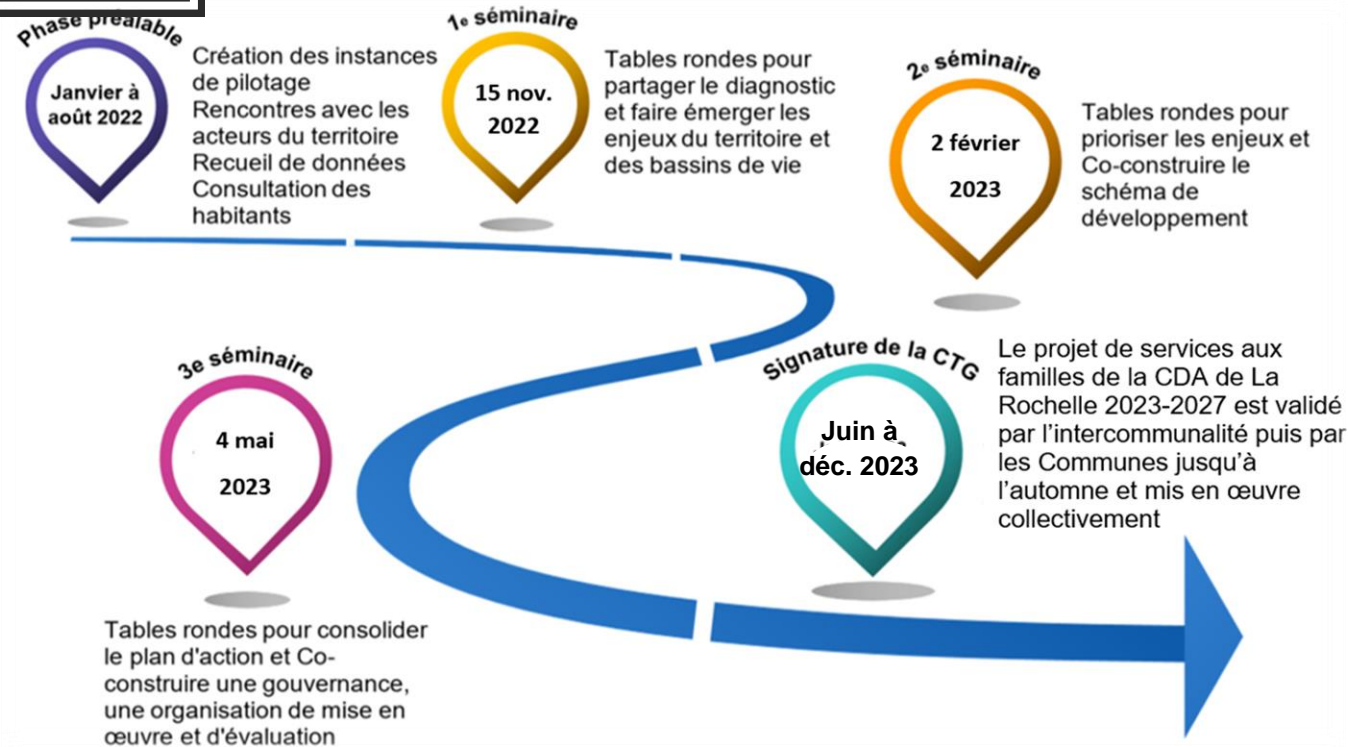 Phase préalable
Janvier à
août 2022
Création des instances
de pilotage
Rencontres avec les
acteurs du territoire
Recueil de données
Consultation des
habitants
1e séminaire
15 nov.
2022
Tables rondes pour
partager le diagnostic
et faire émerger les
enjeux du territoire et
des bassins de vie
2e séminaire
2 février
2023
Tables rondes pour
prioriser les enjeux et
Co-construire le
schéma de
développement
3e séminaire
4 mai
2023
Tables rondes pour consolider
le plan d'action et Co-
construire une gouvernance,
une organisation de mise en
œuvre et d'évaluation
Signature de la CTG
Juin à
déc. 2023
Le projet de services aux
familles de la CDA de La
Rochelle 2023-2027 est validé
par l’intercommunalité puis par
les Communes jusqu’à
l’automne et mis en œuvre
collectivement